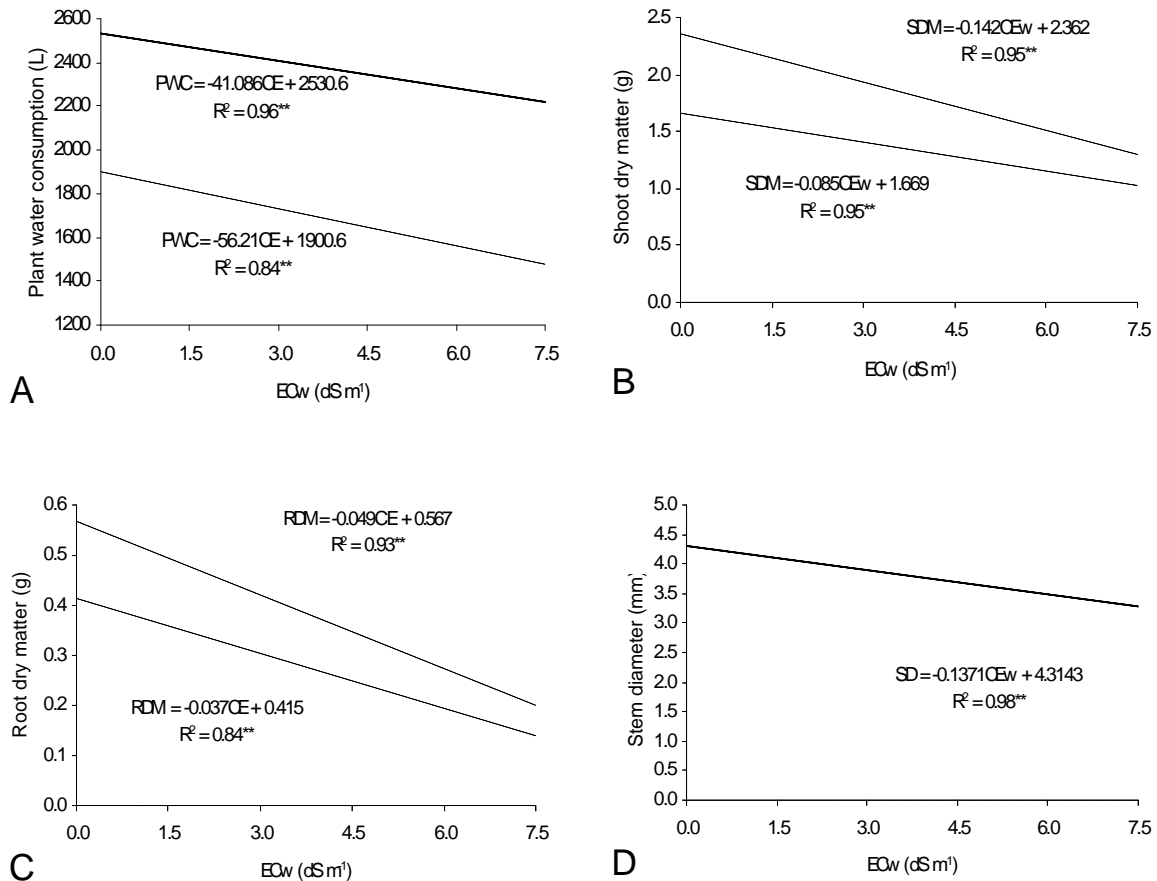 2600
2400
2200
2000
1800
1600
1400
1200
Plant water consumption (L)
PWC = -41.086CE + 2530.6
R² = 0.96**
PWC = -56.21CE + 1900.6
R² = 0.84**
0.0 1.5 3.0 4.5 6.0 7.5
ECw (dS m⁻¹)
A
2.5
2.0
1.5
1.0
0.5
0.0
Shoot dry matter (g)
SDM = -0.142CEw + 2.362
R² = 0.95**
SDM = -0.085CEw + 1.669
R² = 0.95**
0.0 1.5 3.0 4.5 6.0 7.5
ECw (dS m⁻¹)
B
0.6
0.5
0.4
0.3
0.2
0.1
0.0
Root dry matter (g)
RDM = -0.049CE + 0.567
R² = 0.93**
RDM = -0.037CE + 0.415
R² = 0.84**
0.0 1.5 3.0 4.5 6.0 7.5
ECw (dS m⁻¹)
C
5.0
4.5
4.0
3.5
3.0
2.5
2.0
1.5
1.0
0.5
0.0
Stem diameter (mm)
SD = -0.1371CEw + 4.3143
R² = 0.98**
0.0 1.5 3.0 4.5 6.0 7.5
ECw (dS m⁻¹)
D